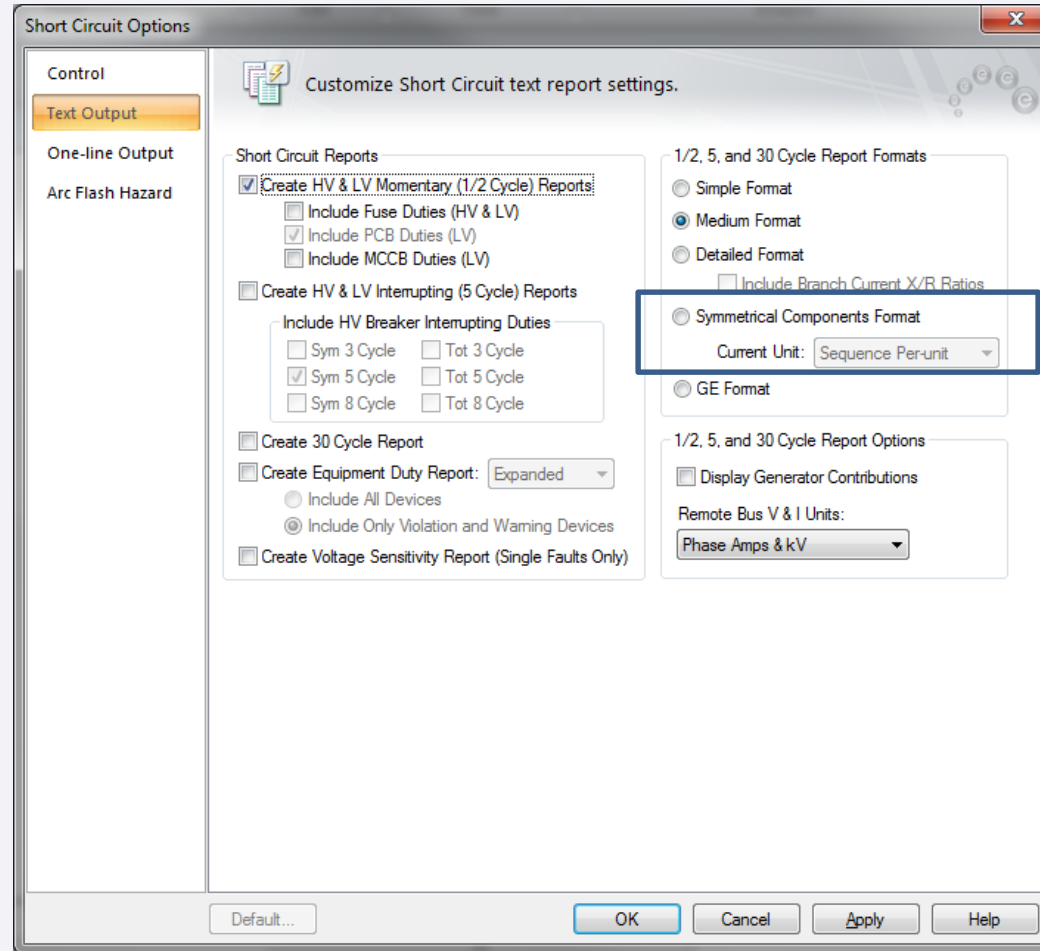 Short Circuit Options
Control
Text Output
One-line Output
Arc Flash Hazard
Customize Short Circuit text report settings.
Short Circuit Reports
Create HV & LV Momentary (1/2 Cycle) Reports
Include Fuse Duties (HV & LV)
Include PCB Duties (LV)
Include MCCB Duties (LV)
Create HV & LV Interrupting (5 Cycle) Reports
Include HV Breaker Interrupting Duties
Sym 3 Cycle Tot 3 Cycle
Sym 5 Cycle Tot 5 Cycle
Sym 8 Cycle Tot 8 Cycle
Create 30 Cycle Report
Create Equipment Duty Report: Expanded
Include All Devices
Include Only Violation and Warning Devices
Create Voltage Sensitivity Report (Single Faults Only)
1/2, 5, and 30 Cycle Report Formats
Simple Format
Medium Format
Detailed Format
Include Branch Current X/R Ratios
Symmetrical Components Format
Current Unit: Sequence Per-unit
GE Format
1/2, 5, and 30 Cycle Report Options
Display Generator Contributions
Remote Bus V & I Units:
Phase Amps & kV
Default... OK Cancel Apply Help